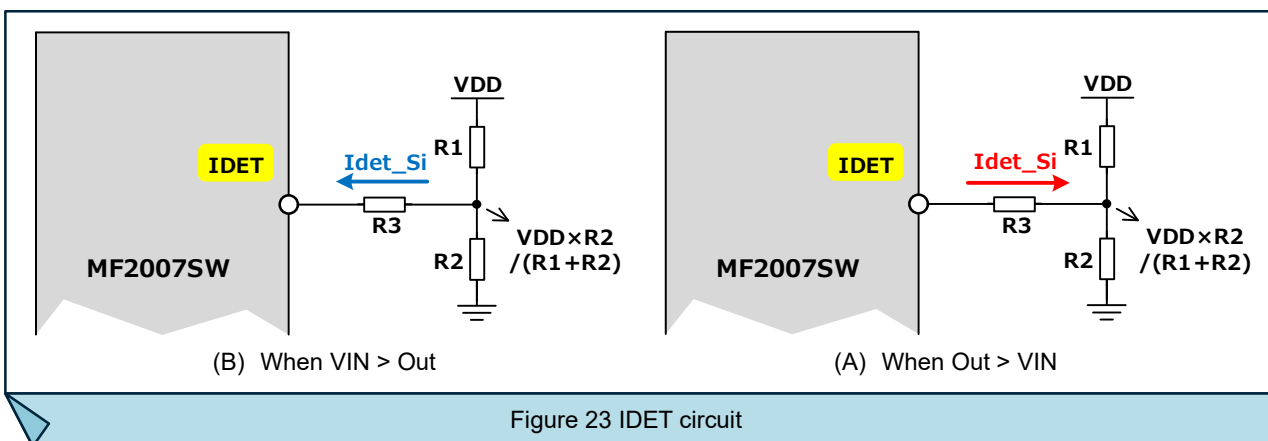 VDD
R1
IDET
Idet_Si
R3
VDD×R2
/(R1+R2)
R2
MF2007SW
(B) When VIN > Out
VDD
R1
IDET
Idet_Si
R3
VDD×R2
/(R1+R2)
R2
MF2007SW
(A) When Out > VIN
Figure 23 IDET circuit